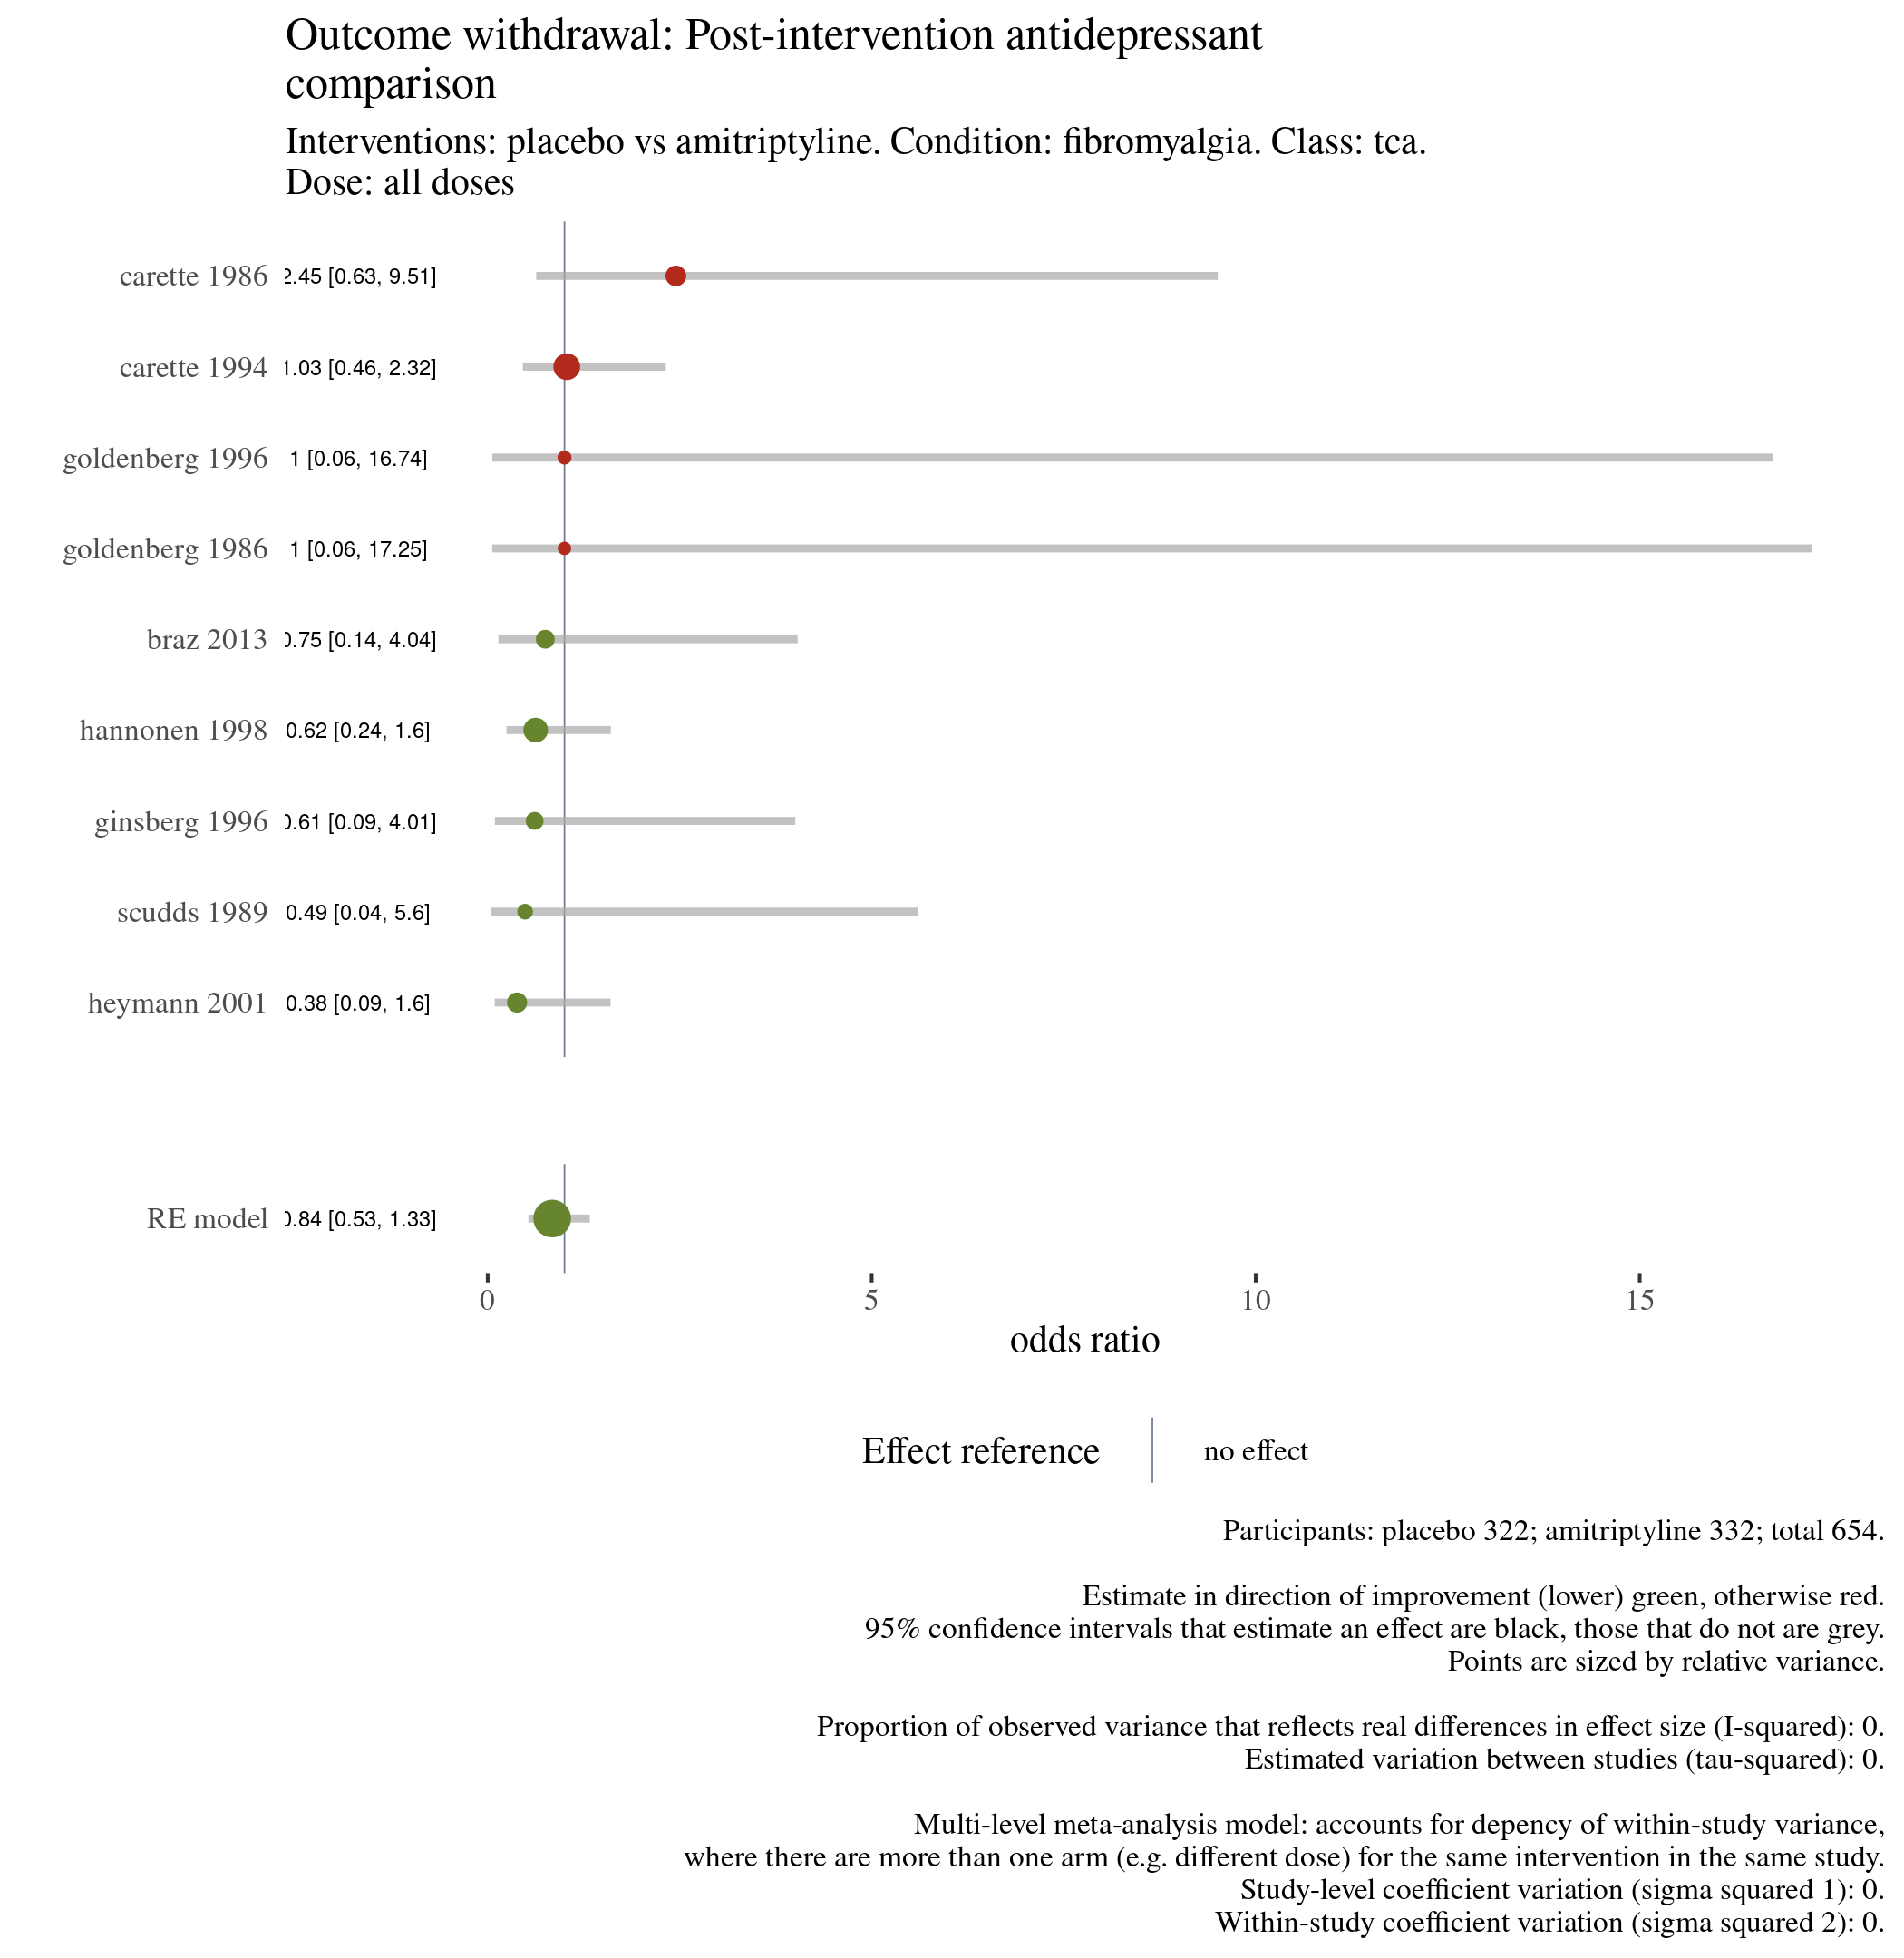 Outcome withdrawal: Post-intervention antidepressant
comparison
Interventions: placebo vs amitriptyline. Condition: fibromyalgia. Class: tca.
Dose: all doses
carette 1986 2.45 [0.63, 9.51]
carette 1994 1.03 [0.46, 2.32]
goldenberg 1996 1 [0.06, 16.74]
goldenberg 1986 1 [0.06, 17.25]
braz 2013 0.75 [0.14, 4.04]
hannonen 1998 0.62 [0.24, 1.6]
ginsberg 1996 0.61 [0.09, 4.01]
scudds 1989 0.49 [0.04, 5.6]
heymann 2001 0.38 [0.09, 1.6]
RE model 0.84 [0.53, 1.33]
0 5 10 15
odds ratio
Effect reference no effect
Participants: placebo 322; amitriptyline 332; total 654.
Estimate in direction of improvement (lower) green, otherwise red.
95% confidence intervals that estimate an effect are black, those that do not are grey.
Points are sized by relative variance.
Proportion of observed variance that reflects real differences in effect size (I-squared): 0.
Estimated variation between studies (tau-squared): 0.
Multi-level meta-analysis model: accounts for depency of within-study variance,
where there are more than one arm (e.g. different dose) for the same intervention in the same study.
Study-level coefficient variation (sigma squared 1): 0.
Within-study coefficient variation (sigma squared 2): 0.